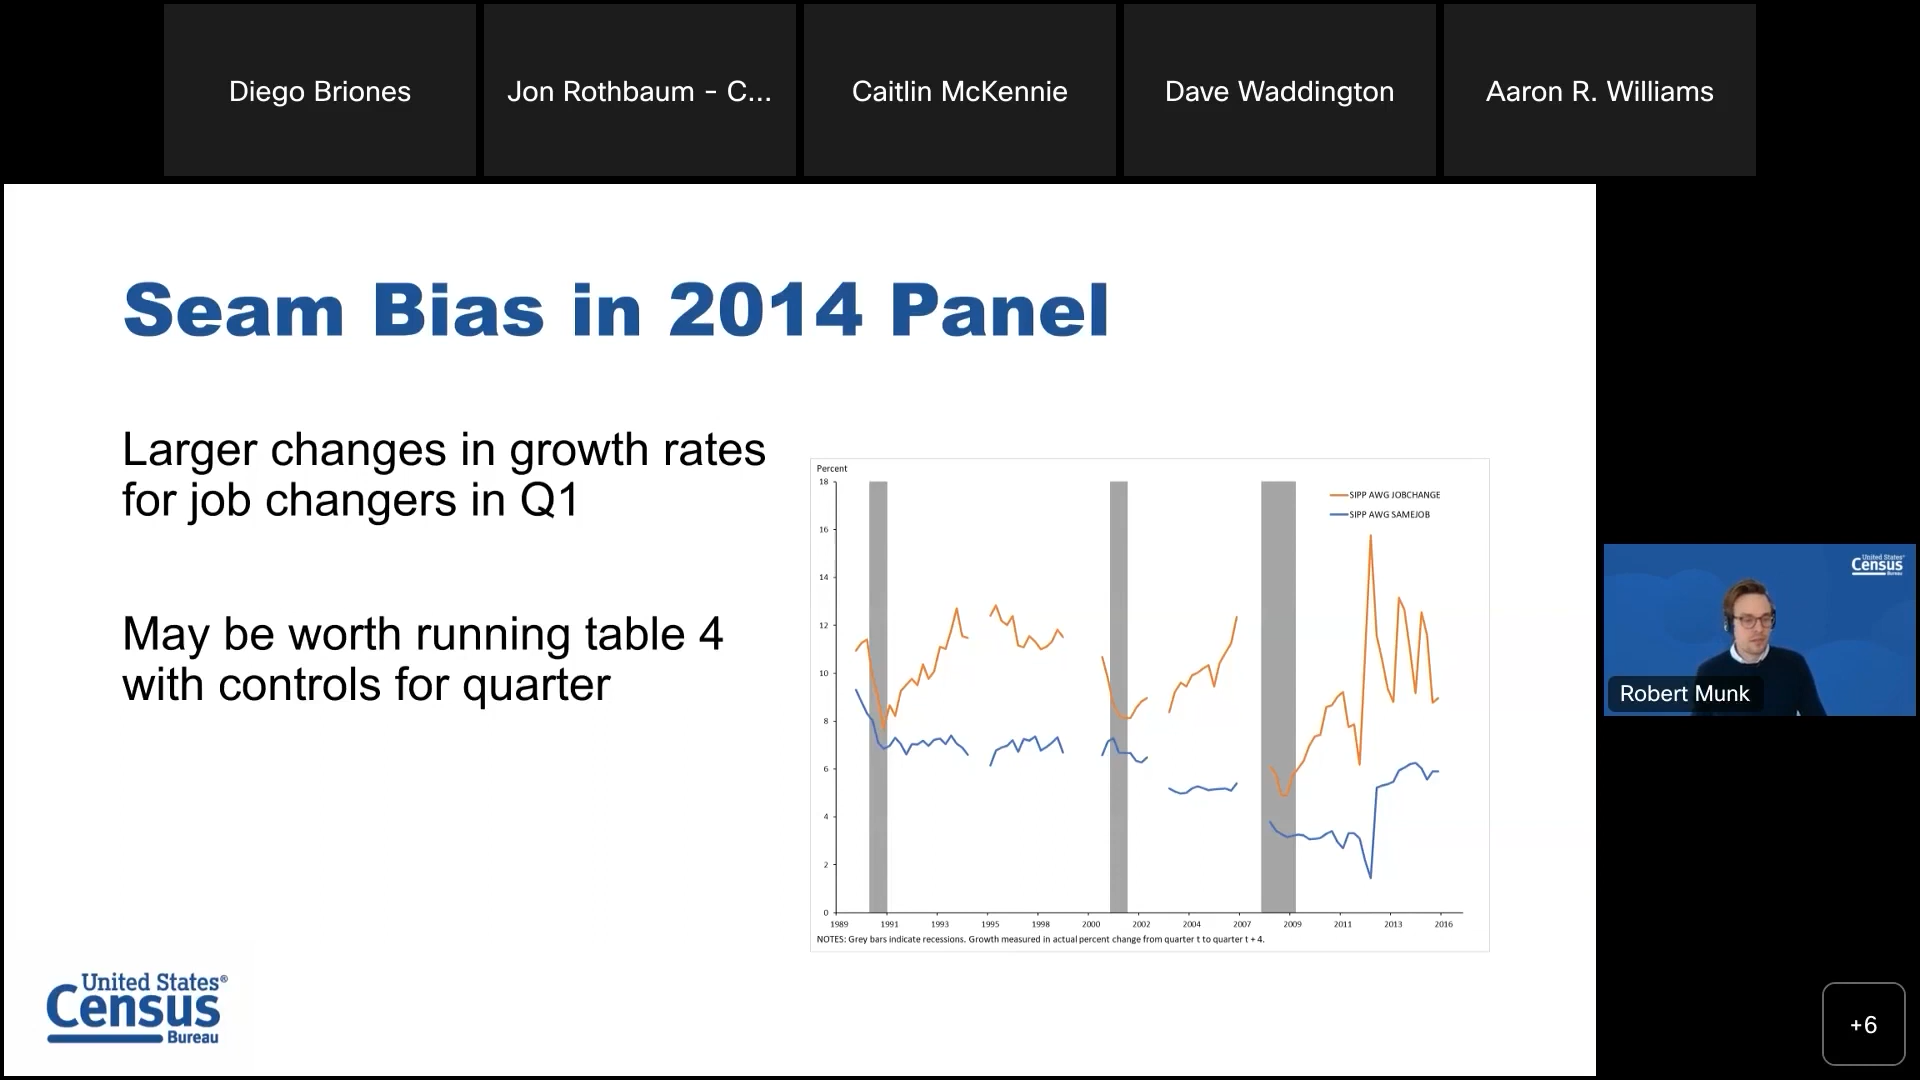 Diego Briones
Jon Rothbaum - C...
Caitlin McKennie
Dave Waddington
Aaron R. Williams
Seam Bias in 2014 Panel
Larger changes in growth rates
for job changers in Q1
May be worth running table 4
with controls for quarter
Percent
18
16
14
12
10
8
6
4
2
0
SIPP AWG JOBCHANGE
SIPP AWG SAMEJOB
1989 1991 1993 1995 1998 2000 2002 2004 2007 2009 2011 2013 2016
NOTES: Grey bars indicate recessions. Growth measured in actual percent change from quarter t to quarter t + 4.
United States®
Census
Bureau
United States®
Census
Bureau
Robert Munk
+6